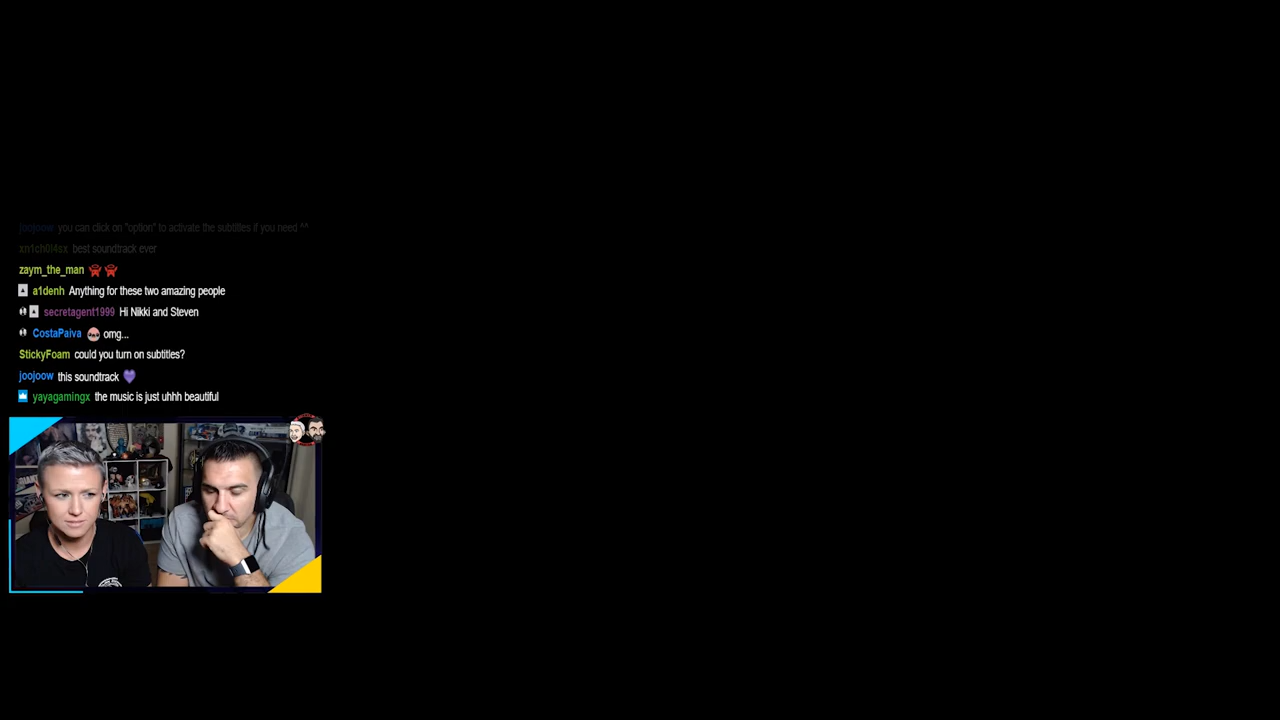 joojoow you can click on "option" to activate the subtitles if you need ^^
xn1ch0l4sx best soundtrack ever
zaym_the_man
a1denh Anything for these two amazing people
secretagent1999 Hi Nikki and Steven
CostaPaiva omg...
StickyFoam could you turn on subtitles?
joojoow this soundtrack
yayagamingx the music is just uhhh beautiful